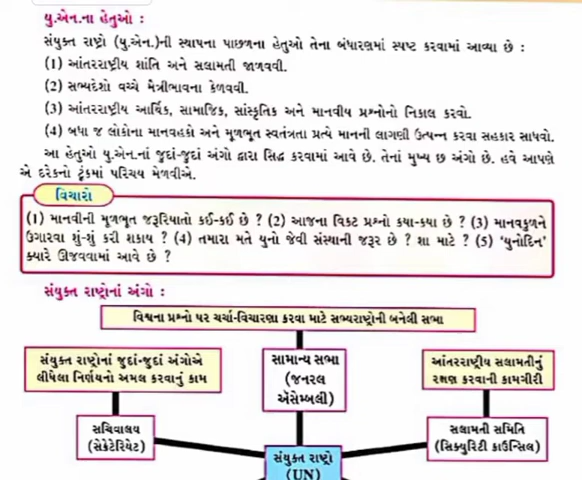 યુ.એન.ના હેતુઓ :
સંયુક્ત રાષ્ટ્રો (યુ.એન.)ની સ્થાપના પાછળના હેતુઓ તેના બંધારણમાં સ્પષ્ટ કરવામાં આવ્યા છે :
(1) આંતરરાષ્ટ્રીય શાંતિ અને સલામતી જાળવવી.
(2) સભ્યદેશો વચ્ચે મૈત્રીભાવના કેળવવી.
(3) આંતરરાષ્ટ્રીય આર્થિક, સામાજિક, સાંસ્કૃતિક અને માનવીય પ્રશ્નોનો નિકાલ કરવો.
(4) બધા જ લોકોના માનવહકો અને મૂળભૂત સ્વતંત્રતા પ્રત્યે માનની લાગણી ઉત્પન્ન કરવા સહકાર સાધવો.
આ હેતુઓ યુ.એન.નાં જુદાં-જુદાં અંગો દ્વારા સિદ્ધ કરવામાં આવે છે. તેનાં મુખ્ય છ અંગો છે. હવે આપણે
એ દરેકનો ટૂંકમાં પરિચય મેળવીએ.
વિચારો
(1) માનવીની મૂળભૂત જરૂરિયાતો કઈ-કઈ છે ? (2) આજના વિકટ પ્રશ્નો કયા-કયા છે ? (3) માનવકુળને
ઉગારવા શું-શું કરી શકાય ? (4) તમારા મતે યુનો જેવી સંસ્થાની જરૂર છે ? શા માટે ? (5) 'યુનોદિન'
ક્યારે ઊજવવામાં આવે છે ?
સંયુક્ત રાષ્ટ્રોનાં અંગો :
વિશ્વના પ્રશ્નો પર ચર્ચા-વિચારણા કરવા માટે સભ્યરાષ્ટ્રોની બનેલી સભા
સંયુક્ત રાષ્ટ્રોનાં જુદાં-જુદાં અંગોએ
લીધેલા નિર્ણયનો અમલ કરવાનું કામ
સામાન્ય સભા
(જનરલ
ઍસેમ્બલી)
આંતરરાષ્ટ્રીય સલામતીનું
રક્ષણ કરવાની કામગીરી
સચિવાલય
(સેક્રેટેરિયેટ)
સલામતી સમિતિ
(સિક્યુરિટી કાઉન્સિલ)
સંયુક્ત રાષ્ટ્રો
(UN)